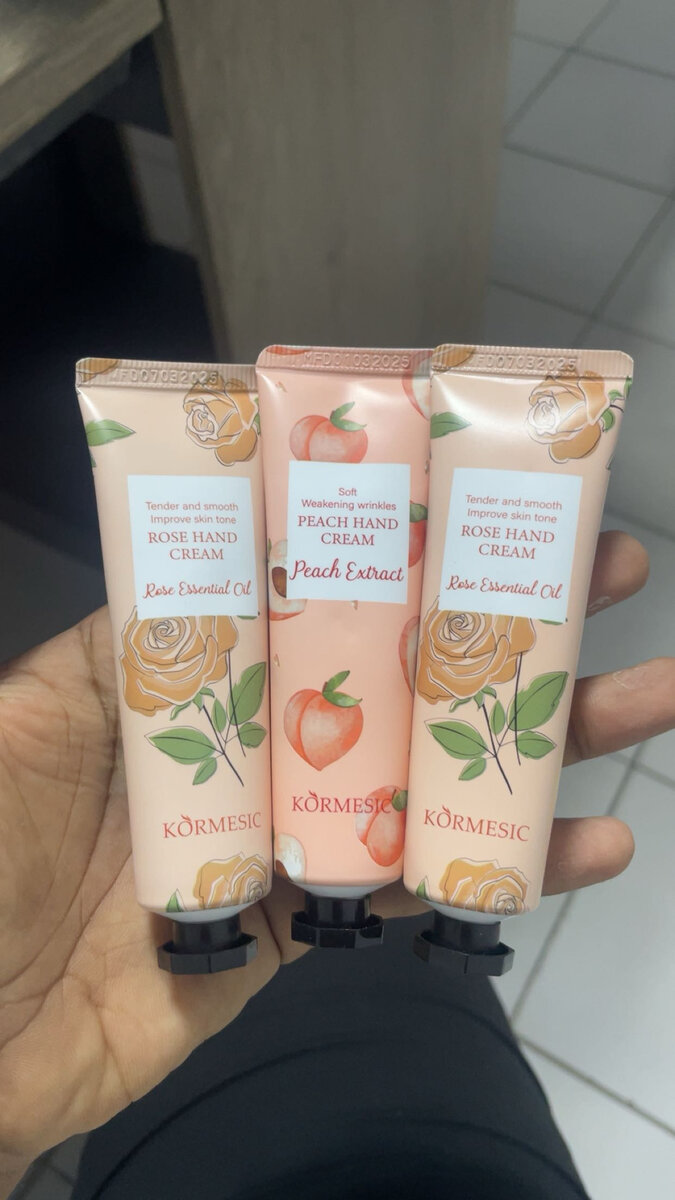 MFD07032025
Tender and smooth
Improve skin tone
ROSE HAND
CREAM
Rose Essential Oil
KORMESIC
MFD01032025
Soft
Weakening wrinkles
PEACH HAND
CREAM
Peach Extract
KORMESIC
FD07032025
Tender and smooth
Improve skin tone
ROSE HAND
CREAM
Rose Essential Oil
KORMESIC